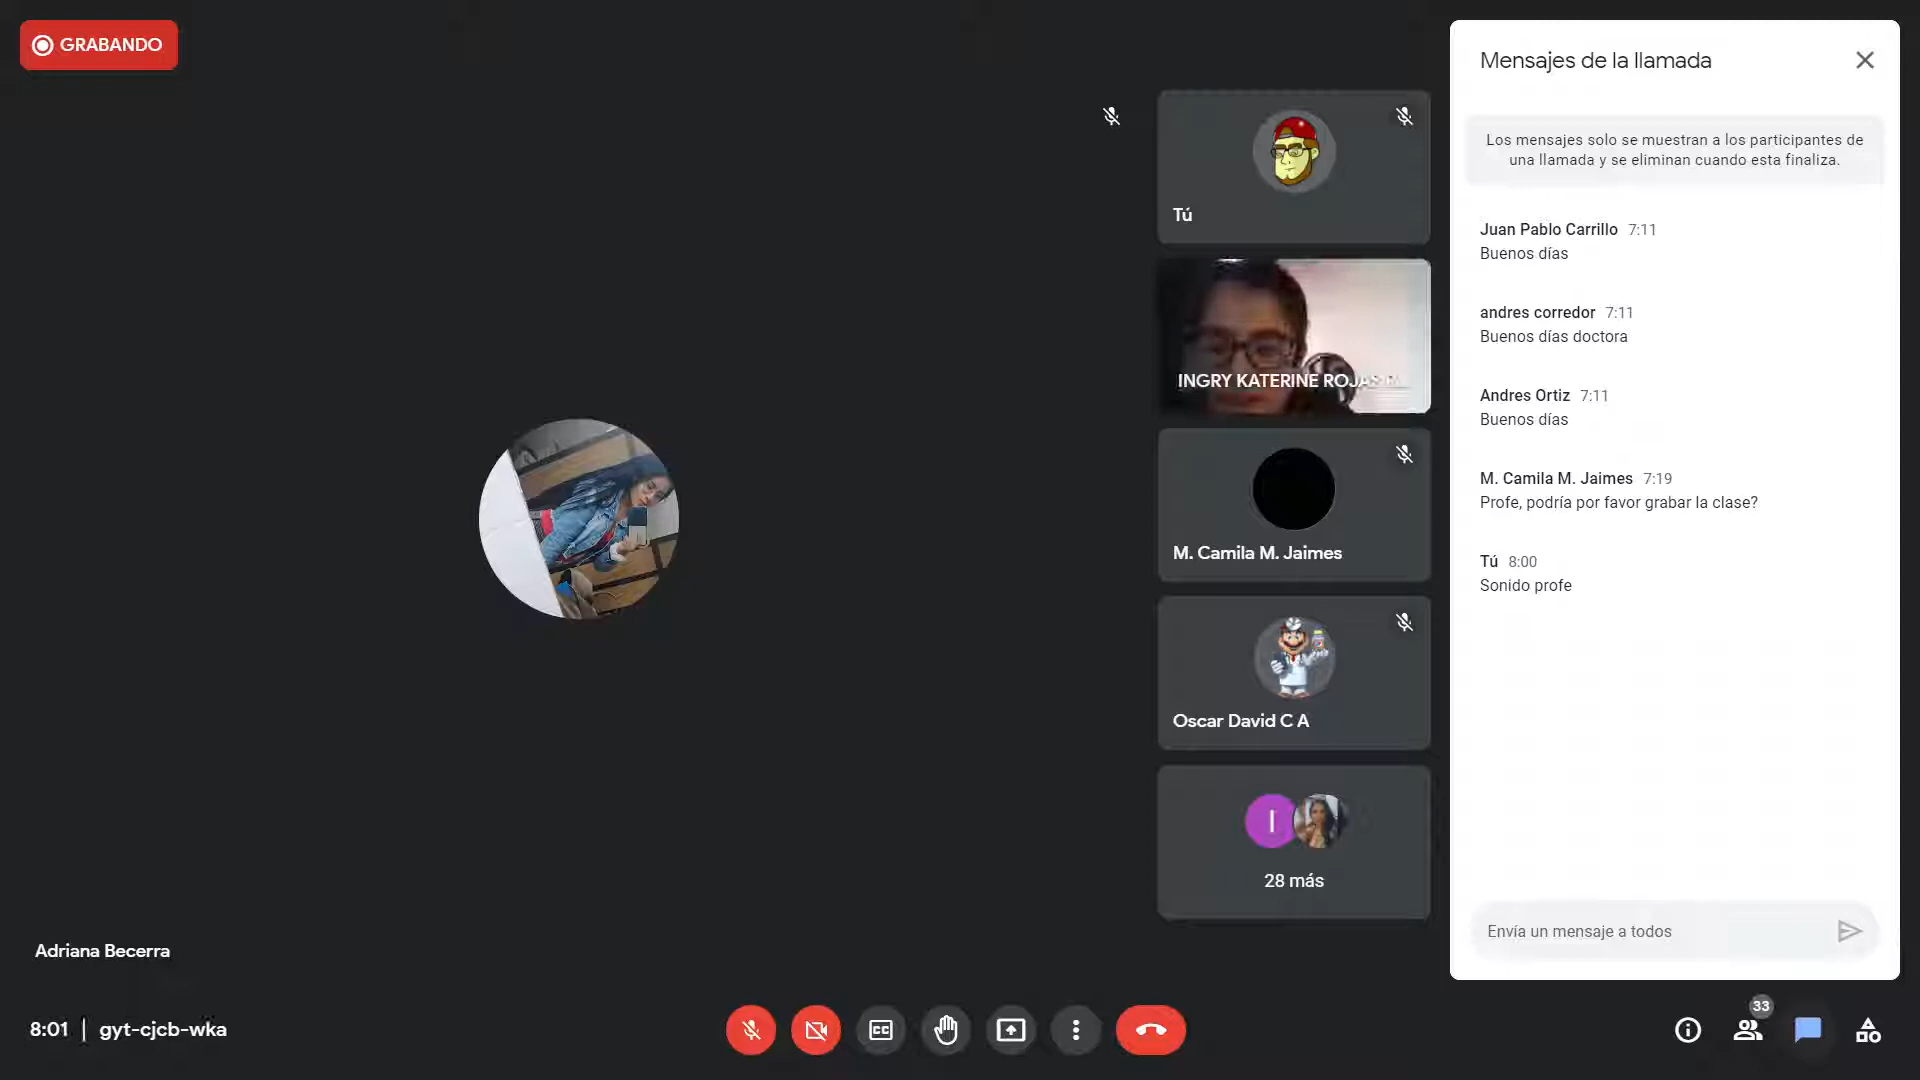 GRABANDO
Tú
INGRY KATERINE ROJAS
M. Camila M. Jaimes
Oscar David C A
I
28 más
Adriana Becerra
8:01 | gyt-cjcb-wka
CC
33
Mensajes de la llamada
Los mensajes solo se muestran a los participantes de
una llamada y se eliminan cuando esta finaliza.
Juan Pablo Carrillo 7:11
Buenos días
andres corredor 7:11
Buenos días doctora
Andres Ortiz 7:11
Buenos días
M. Camila M. Jaimes 7:19
Profe, podría por favor grabar la clase?
Tú 8:00
Sonido profe
Envía un mensaje a todos